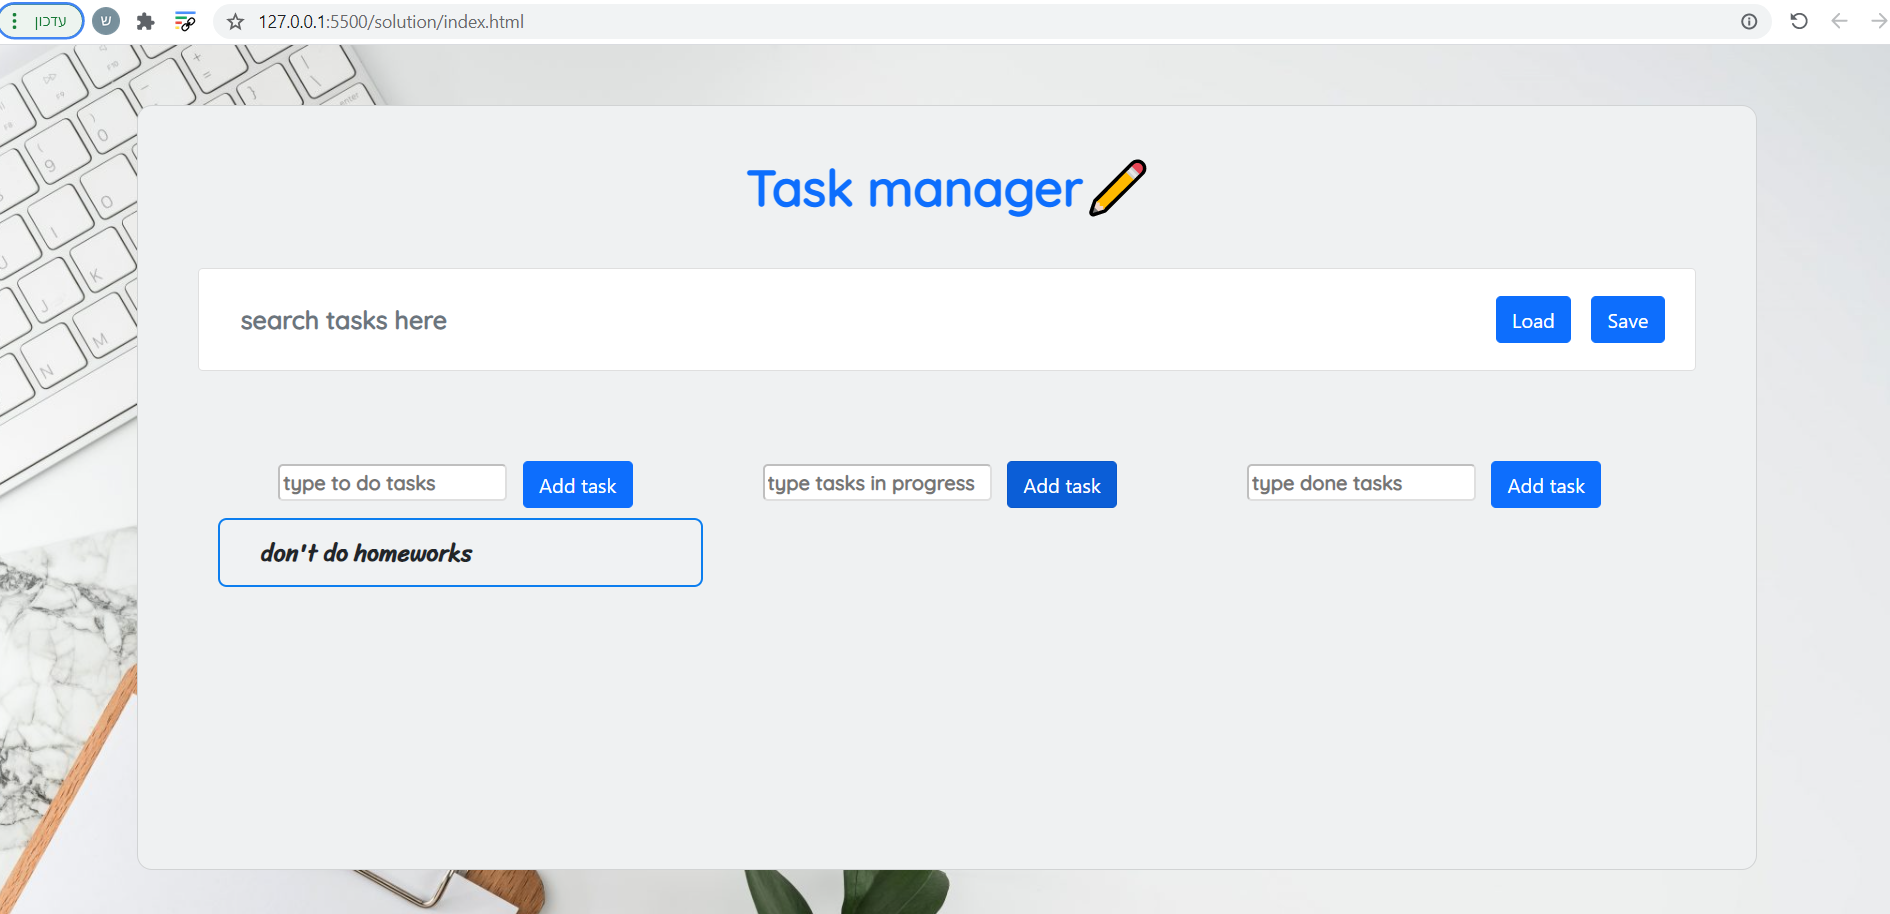 עדכון
ש
127.0.0.1:5500/solution/index.html
Task manager
search tasks here
Load
Save
type to do tasks
Add task
type tasks in progress
Add task
type done tasks
Add task
don't do homeworks